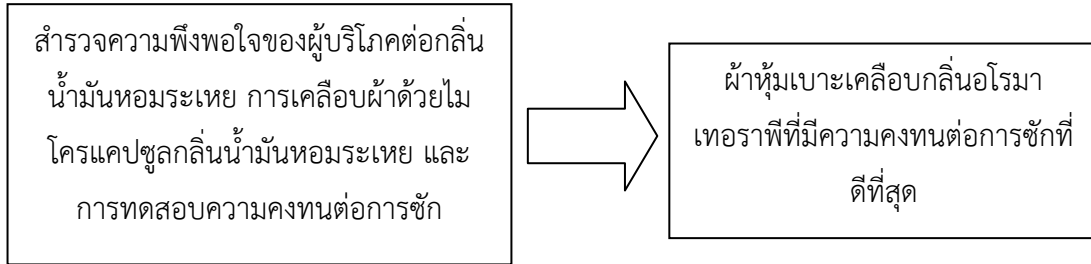 สำรวจความพึงพอใจของผู้บริโภคต่อกลิ่น
น้ำมันหอมระเหย การเคลือบผ้าด้วยไม
โครแคปซูลกลิ่นน้ำมันหอมระเหย และ
การทดสอบความคงทนต่อการซัก
ผ้าหุ้มเบาะเคลือบกลิ่นอโรมา
เทอราพีที่มีความคงทนต่อการซักที่
ดีที่สุด